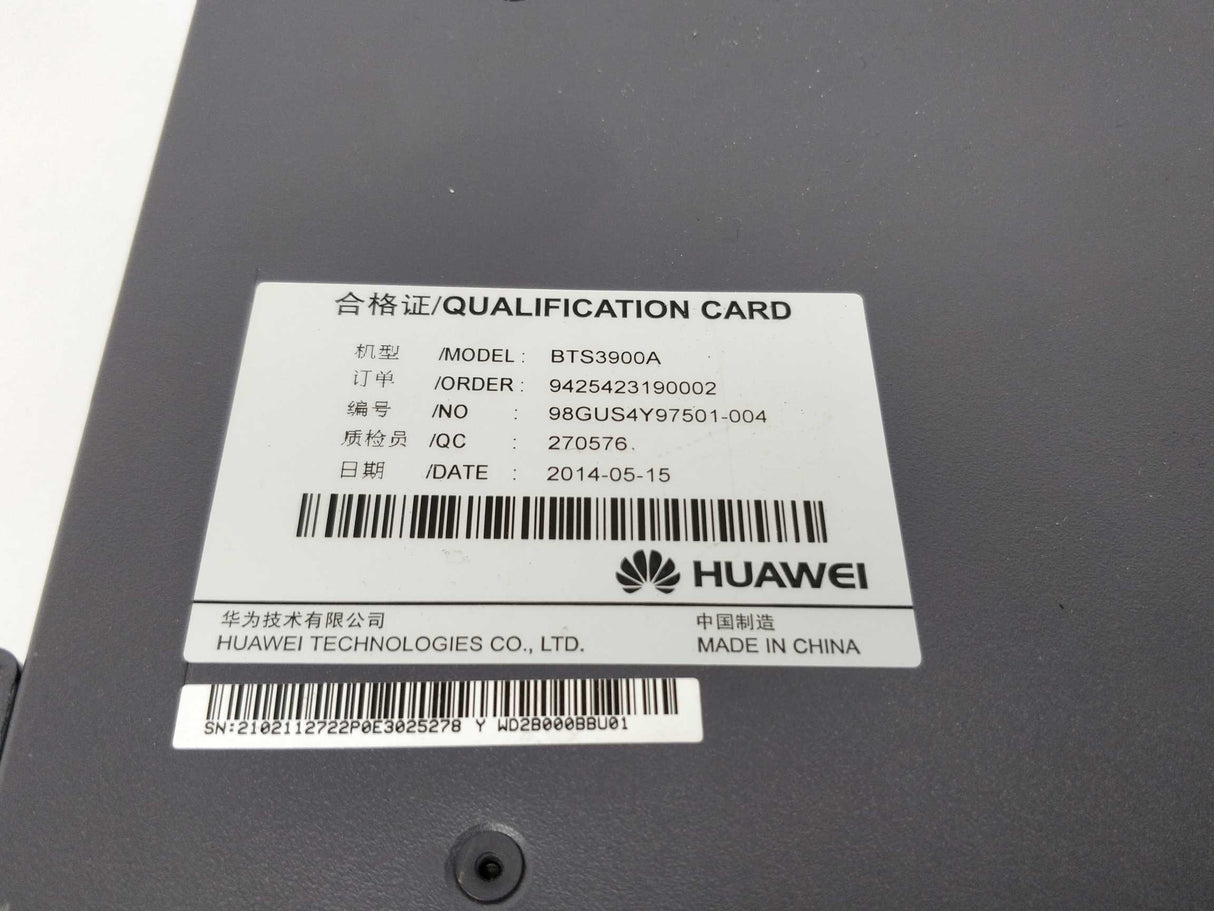 合格证/QUALIFICATION CARD
机型 /MODEL : BTS3900A
订单 /ORDER : 9425423190002
编号 /NO : 98GUS4Y97501-004
质检员 /QC : 270576.
日期 /DATE : 2014-05-15
HUAWEI
华为技术有限公司 中国制造
HUAWEI TECHNOLOGIES CO., LTD. MADE IN CHINA
SN:2102112722P0E3025278 Y WD2B000BBU01